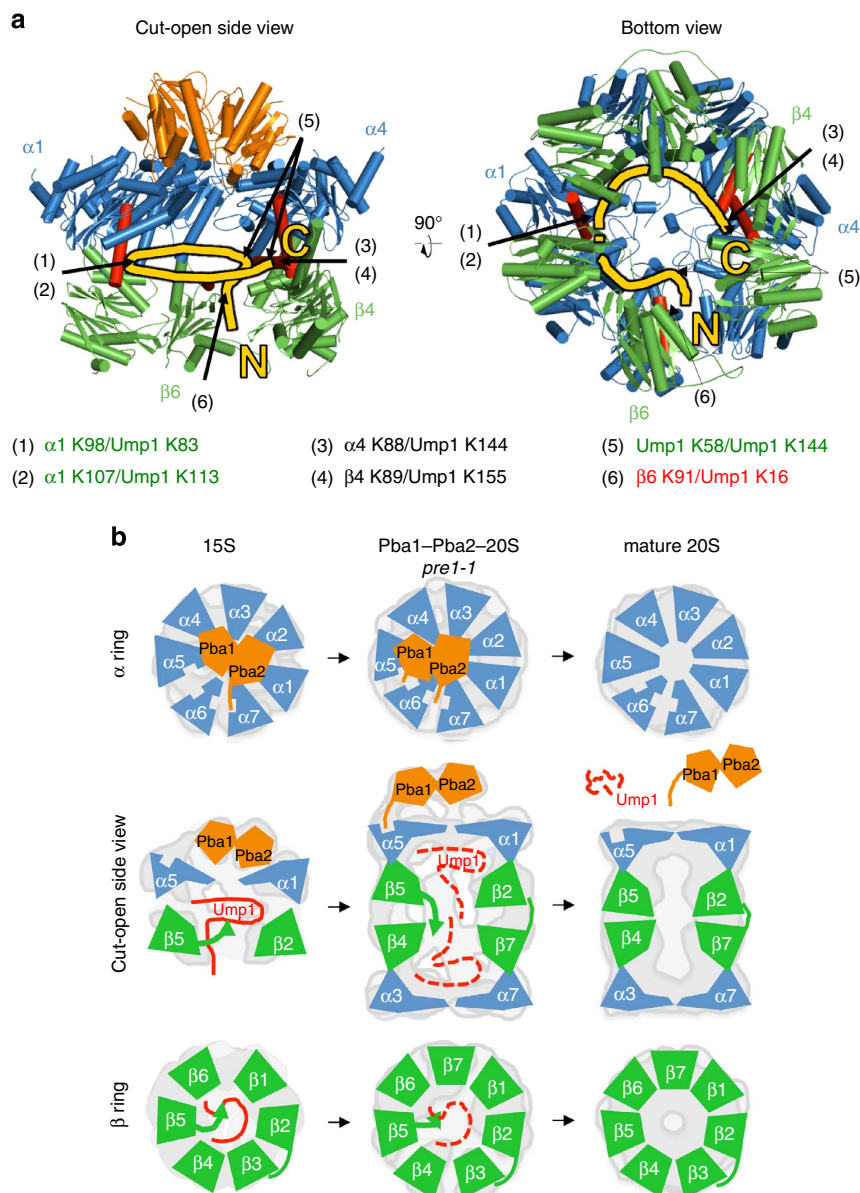 a
Cut-open side view
Bottom view
(5)
α1
α4
β4
(3)
(4)
α1
90°
(1)
(2)
C
(3)
(4)
(1)
(2)
α4
C
(5)
β4
N
N
β6
(6)
(6)
β6
(1) α1 K98/Ump1 K83
(3) α4 K88/Ump1 K144
(5) Ump1 K58/Ump1 K144
(2) α1 K107/Ump1 K113
(4) β4 K89/Ump1 K155
(6) β6 K91/Ump1 K16
b
15S
Pba1–Pba2–20S
pre1-1
mature 20S
α ring
α4 α3 α2 α5 Pba1 Pba2 α1 α6 α7
α4 α3 α2 α5 Pba1 Pba2 α1 α6 α7
α4 α3 α2 α5 α1 α6 α7
Cut-open side view
Pba1 Pba2
α5 α1
Ump1
β5 β2
Pba1 Pba2
α5 α1
Ump1
β5 β2
β4 β7
α3 α7
Ump1
Pba1 Pba2
α5 α1
β5 β2
β4 β7
α3 α7
β ring
β6 β1 β5 β2 β4 β3
β7 β6 β1 β5 β2 β4 β3
β7 β6 β1 β5 β2 β4 β3